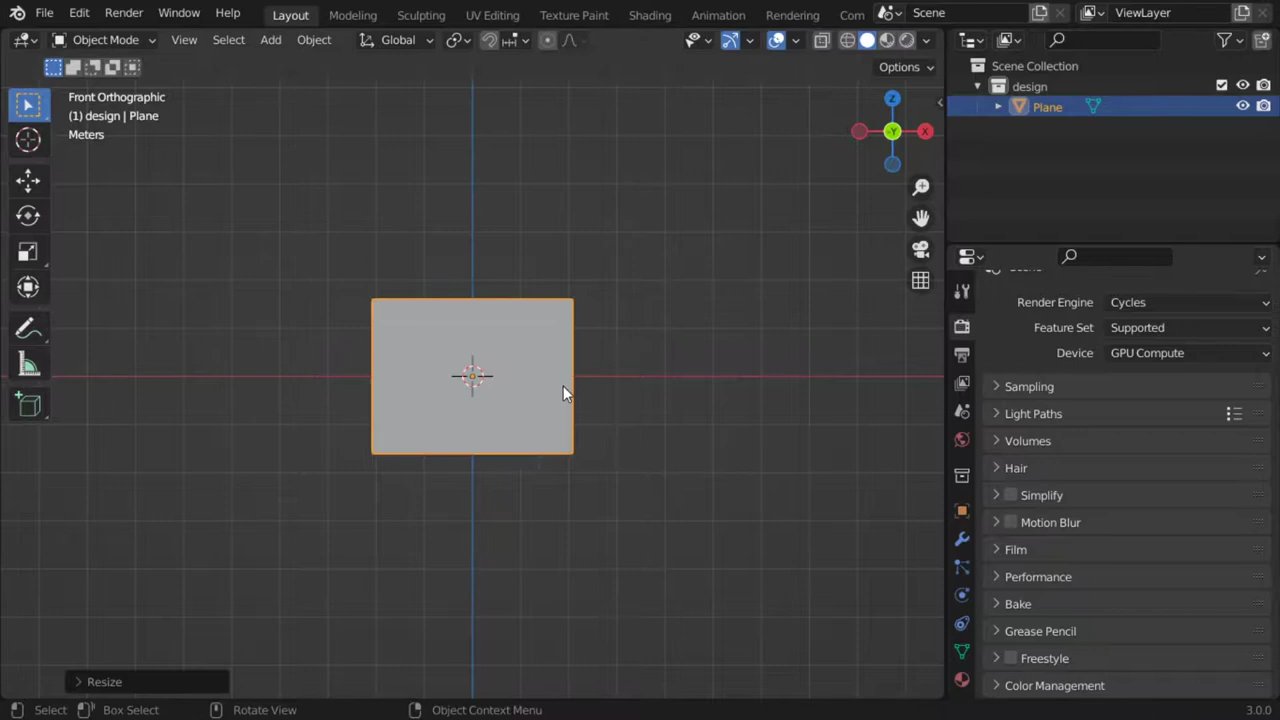 File Edit Render Window Help Layout Modeling Sculpting UV Editing Texture Paint Shading Animation Rendering Com Scene ViewLayer
Object Mode View Select Add Object Global
Options
Scene Collection
design
Plane
Front Orthographic
(1) design | Plane
Meters
Z
-Y
X
Render Engine Cycles
Feature Set Supported
Device GPU Compute
Sampling
Light Paths
Volumes
Hair
Simplify
Motion Blur
Film
Performance
Bake
Grease Pencil
Freestyle
Color Management
Resize
Select Box Select Rotate View Object Context Menu 3.0.0